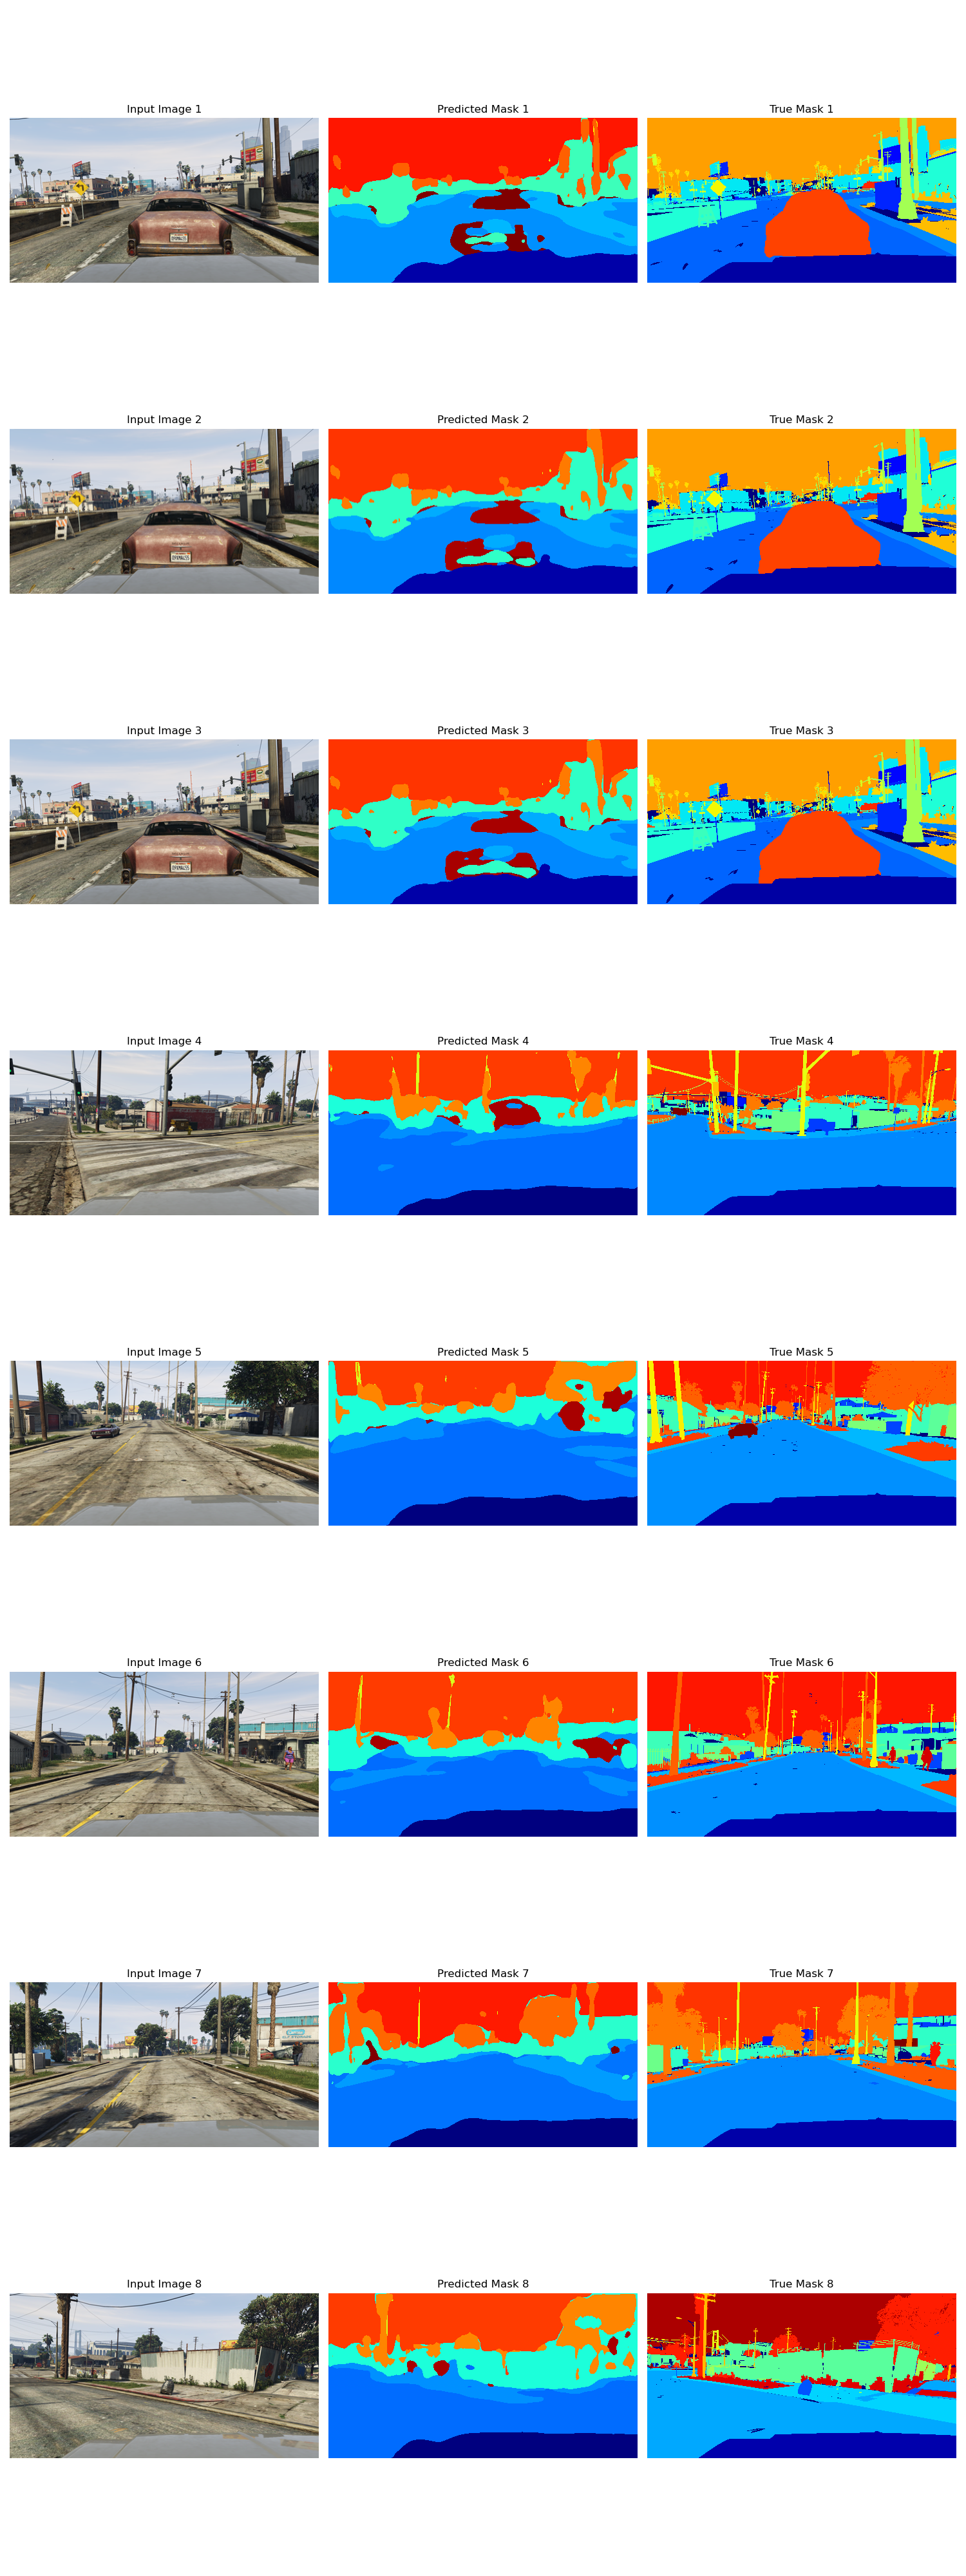 Input Image 1 Predicted Mask 1 True Mask 1
Input Image 2 Predicted Mask 2 True Mask 2
Input Image 3 Predicted Mask 3 True Mask 3
Input Image 4 Predicted Mask 4 True Mask 4
Input Image 5 Predicted Mask 5 True Mask 5
Input Image 6 Predicted Mask 6 True Mask 6
Input Image 7 Predicted Mask 7 True Mask 7
Input Image 8 Predicted Mask 8 True Mask 8